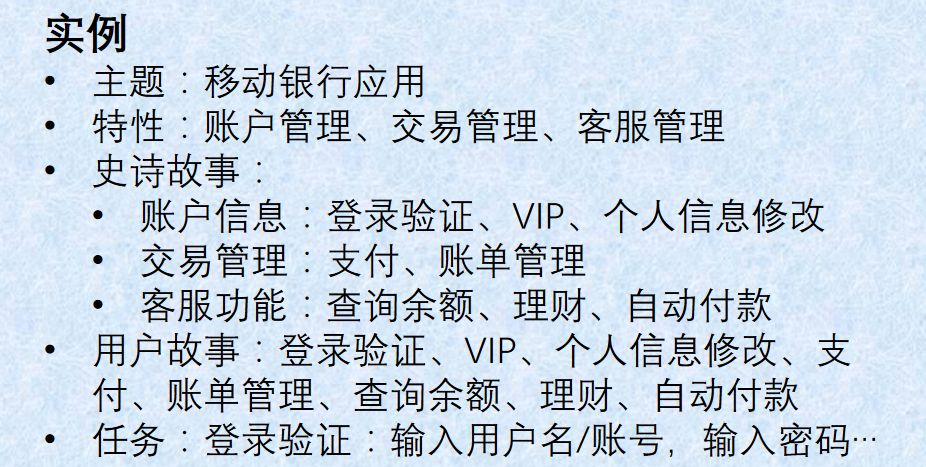 实例
• 主题：移动银行应用
• 特性：账户管理、交易管理、客服管理
• 史诗故事：
• 账户信息：登录验证、VIP、个人信息修改
• 交易管理：支付、账单管理
• 客服功能：查询余额、理财、自动付款
• 用户故事：登录验证、VIP、个人信息修改、支
付、账单管理、查询余额、理财、自动付款
• 任务：登录验证：输入用户名/账号，输入密码…